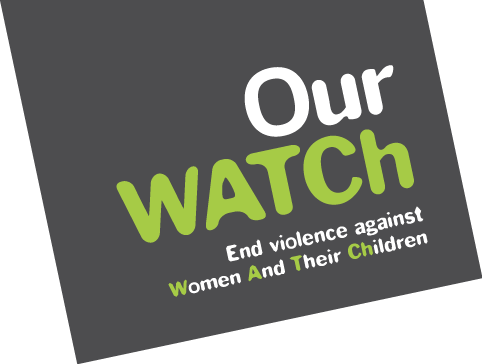 Our
WATCh
End violence against
Women And Their Children